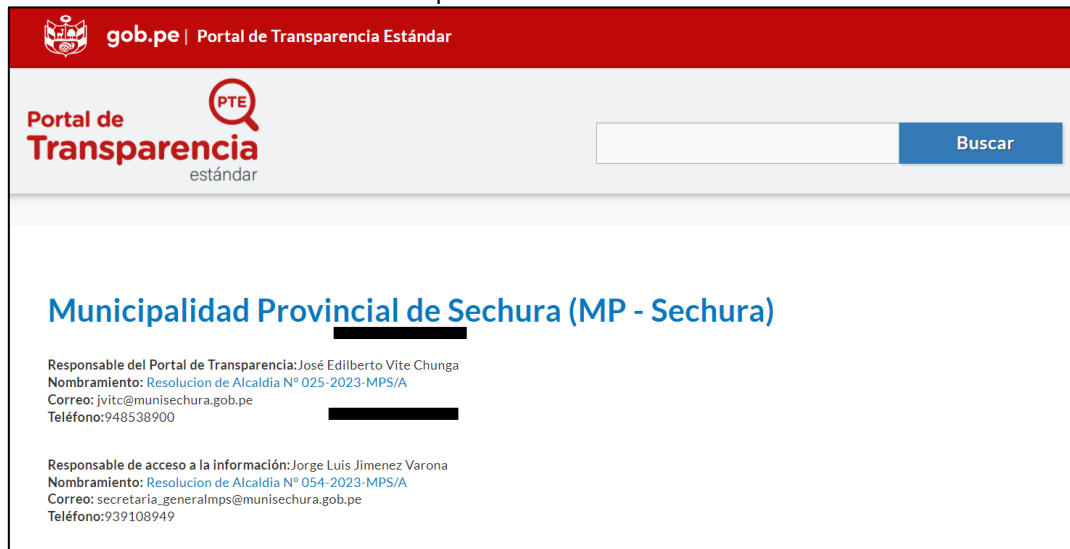 gob.pe | Portal de Transparencia Estándar
Portal de
PTE
Transparencia
estándar
Buscar
Municipalidad Provincial de Sechura (MP - Sechura)
Responsable del Portal de Transparencia:José Edilberto Vite Chunga
Nombramiento: Resolucion de Alcaldia N° 025-2023-MPS/A
Correo: jvitc@munisechura.gob.pe
Teléfono:948538900
Responsable de acceso a la información:Jorge Luis Jimenez Varona
Nombramiento: Resolucion de Alcaldia N° 054-2023-MPS/A
Correo: secretaria_generalmps@munisechura.gob.pe
Teléfono:939108949